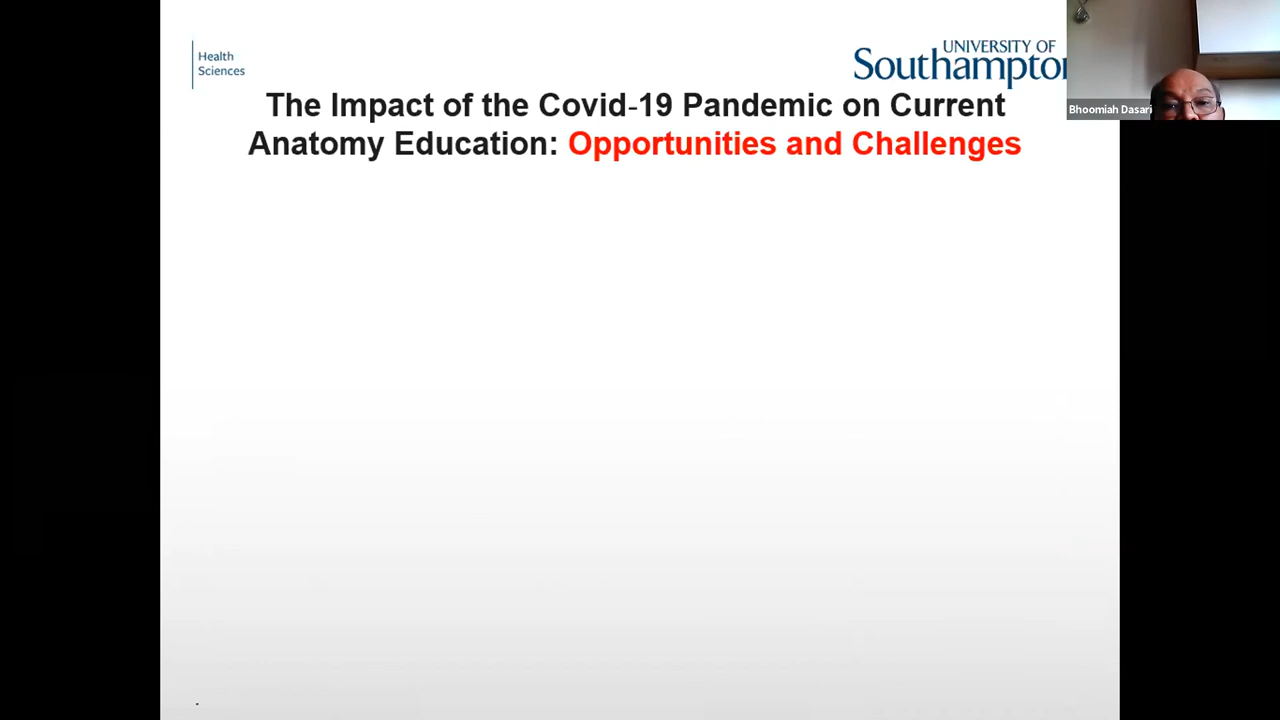 Health
Sciences
UNIVERSITY OF
Southampton
Bhoomiah Dasari
The Impact of the Covid-19 Pandemic on Current
Anatomy Education: Opportunities and Challenges